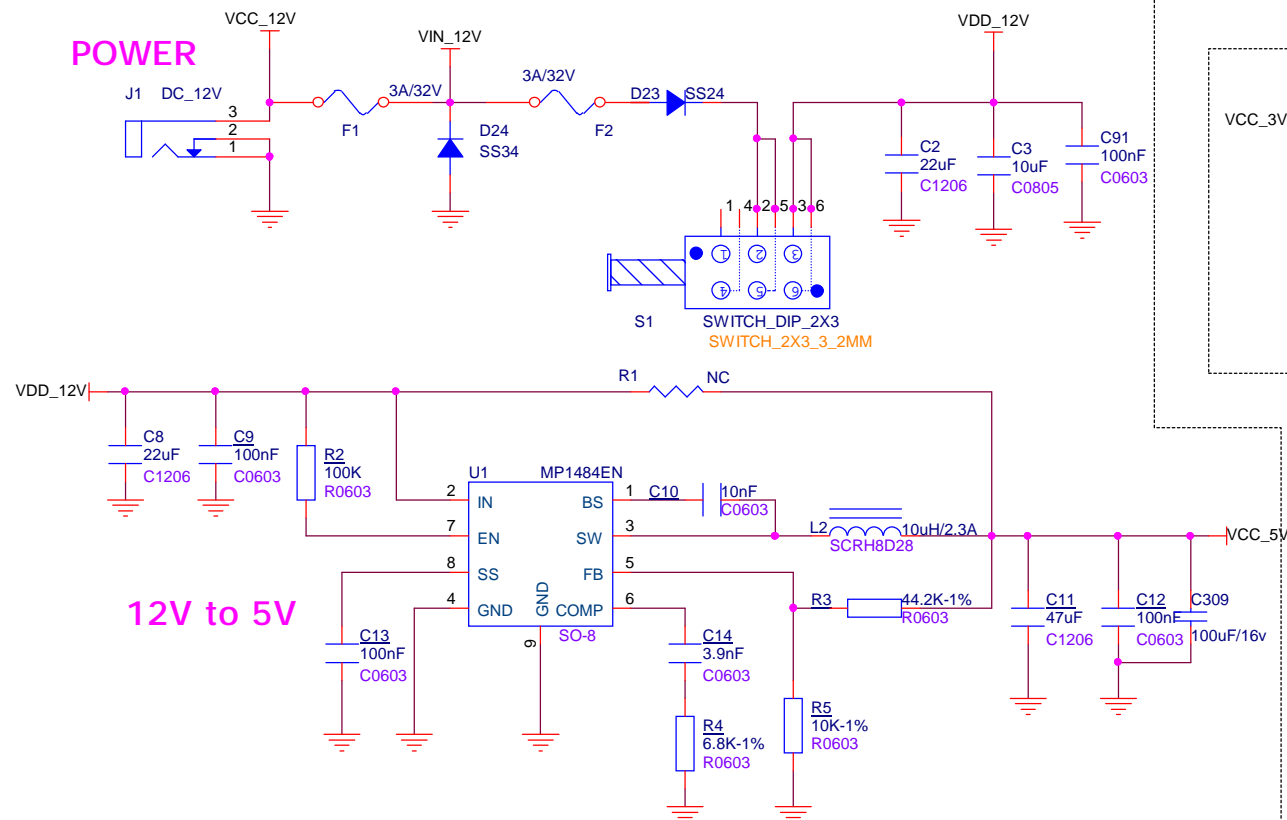 VCC_12V
VDD_12V
POWER
VIN_12V
J1 DC_12V
3
2
1
3A/32V
F1
3A/32V
F2
D23 SS24
D24
SS34
C2
22uF
C1206
C3
10uF
C0805
C91
100nF
C0603
VCC_3V
1 4 2 5 3 6
1 2 3
4 5 6
S1
SWITCH_DIP_2X3
SWITCH_2X3_3_2MM
VDD_12V
R1 NC
C8
22uF
C1206
C9
100nF
C0603
R2
100K
R0603
U1 MP1484EN
2 IN
7 EN
8 SS
4 GND
GND
9
BS 1
SW 3
FB 5
COMP 6
SO-8
C10 10nF
C0603
L2 10uH/2.3A
SCRH8D28
VCC_5V
R3 44.2K-1%
R0603
C11
47uF
C1206
C12
100nF
C0603
C309
100uF/16v
12V to 5V
C13
100nF
C0603
C14
3.9nF
C0603
R4
6.8K-1%
R0603
R5
10K-1%
R0603